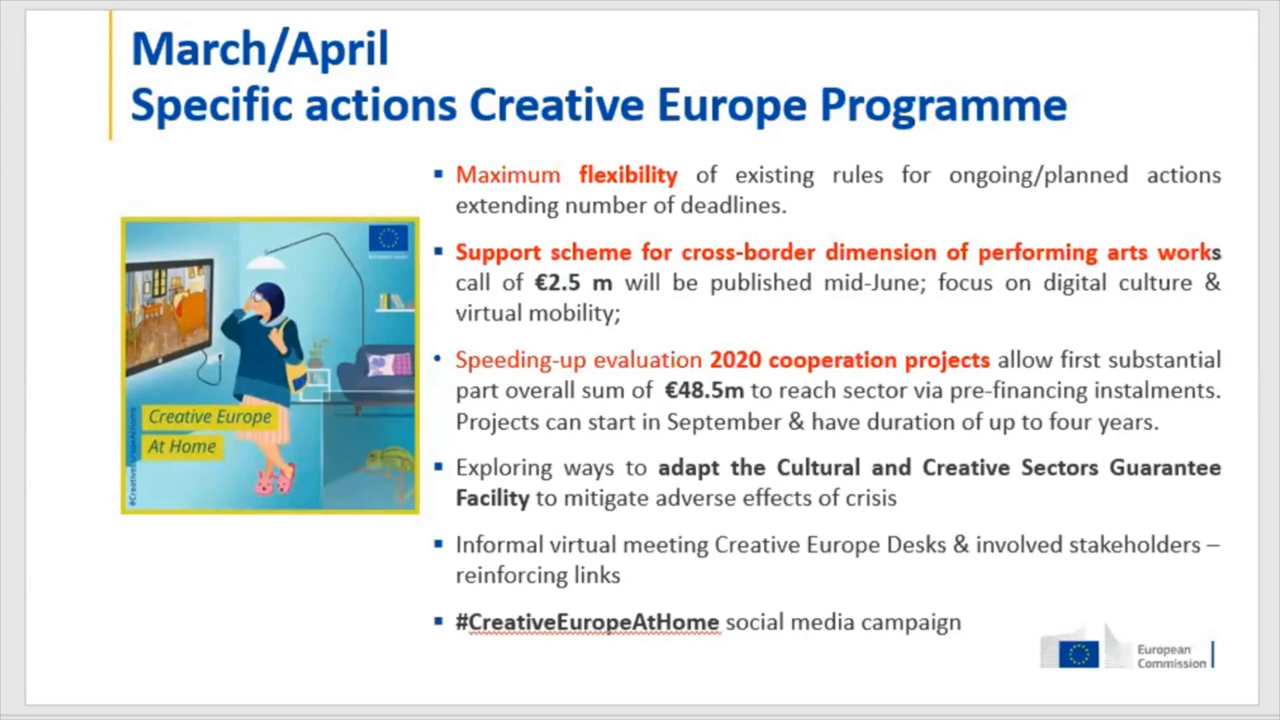 March/April
Specific actions Creative Europe Programme
▪ Maximum flexibility of existing rules for ongoing/planned actions
extending number of deadlines.
▪ Support scheme for cross-border dimension of performing arts works
call of €2.5 m will be published mid-June; focus on digital culture &
virtual mobility;
• Speeding-up evaluation 2020 cooperation projects allow first substantial
part overall sum of €48.5m to reach sector via pre-financing instalments.
Projects can start in September & have duration of up to four years.
▪ Exploring ways to adapt the Cultural and Creative Sectors Guarantee
Facility to mitigate adverse effects of crisis
▪ Informal virtual meeting Creative Europe Desks & involved stakeholders –
reinforcing links
▪ #CreativeEuropeAtHome social media campaign
Creative Europe
At Home
European
Commission